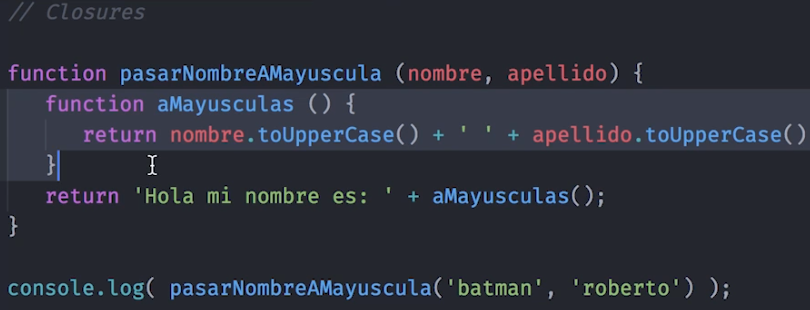 // Closures
function pasarNombreAMayuscula (nombre, apellido) {
function aMayusculas () {
return nombre.toUpperCase() + ' ' + apellido.toUpperCase()
}
return 'Hola mi nombre es: ' + aMayusculas();
}
console.log( pasarNombreAMayuscula('batman', 'roberto') );